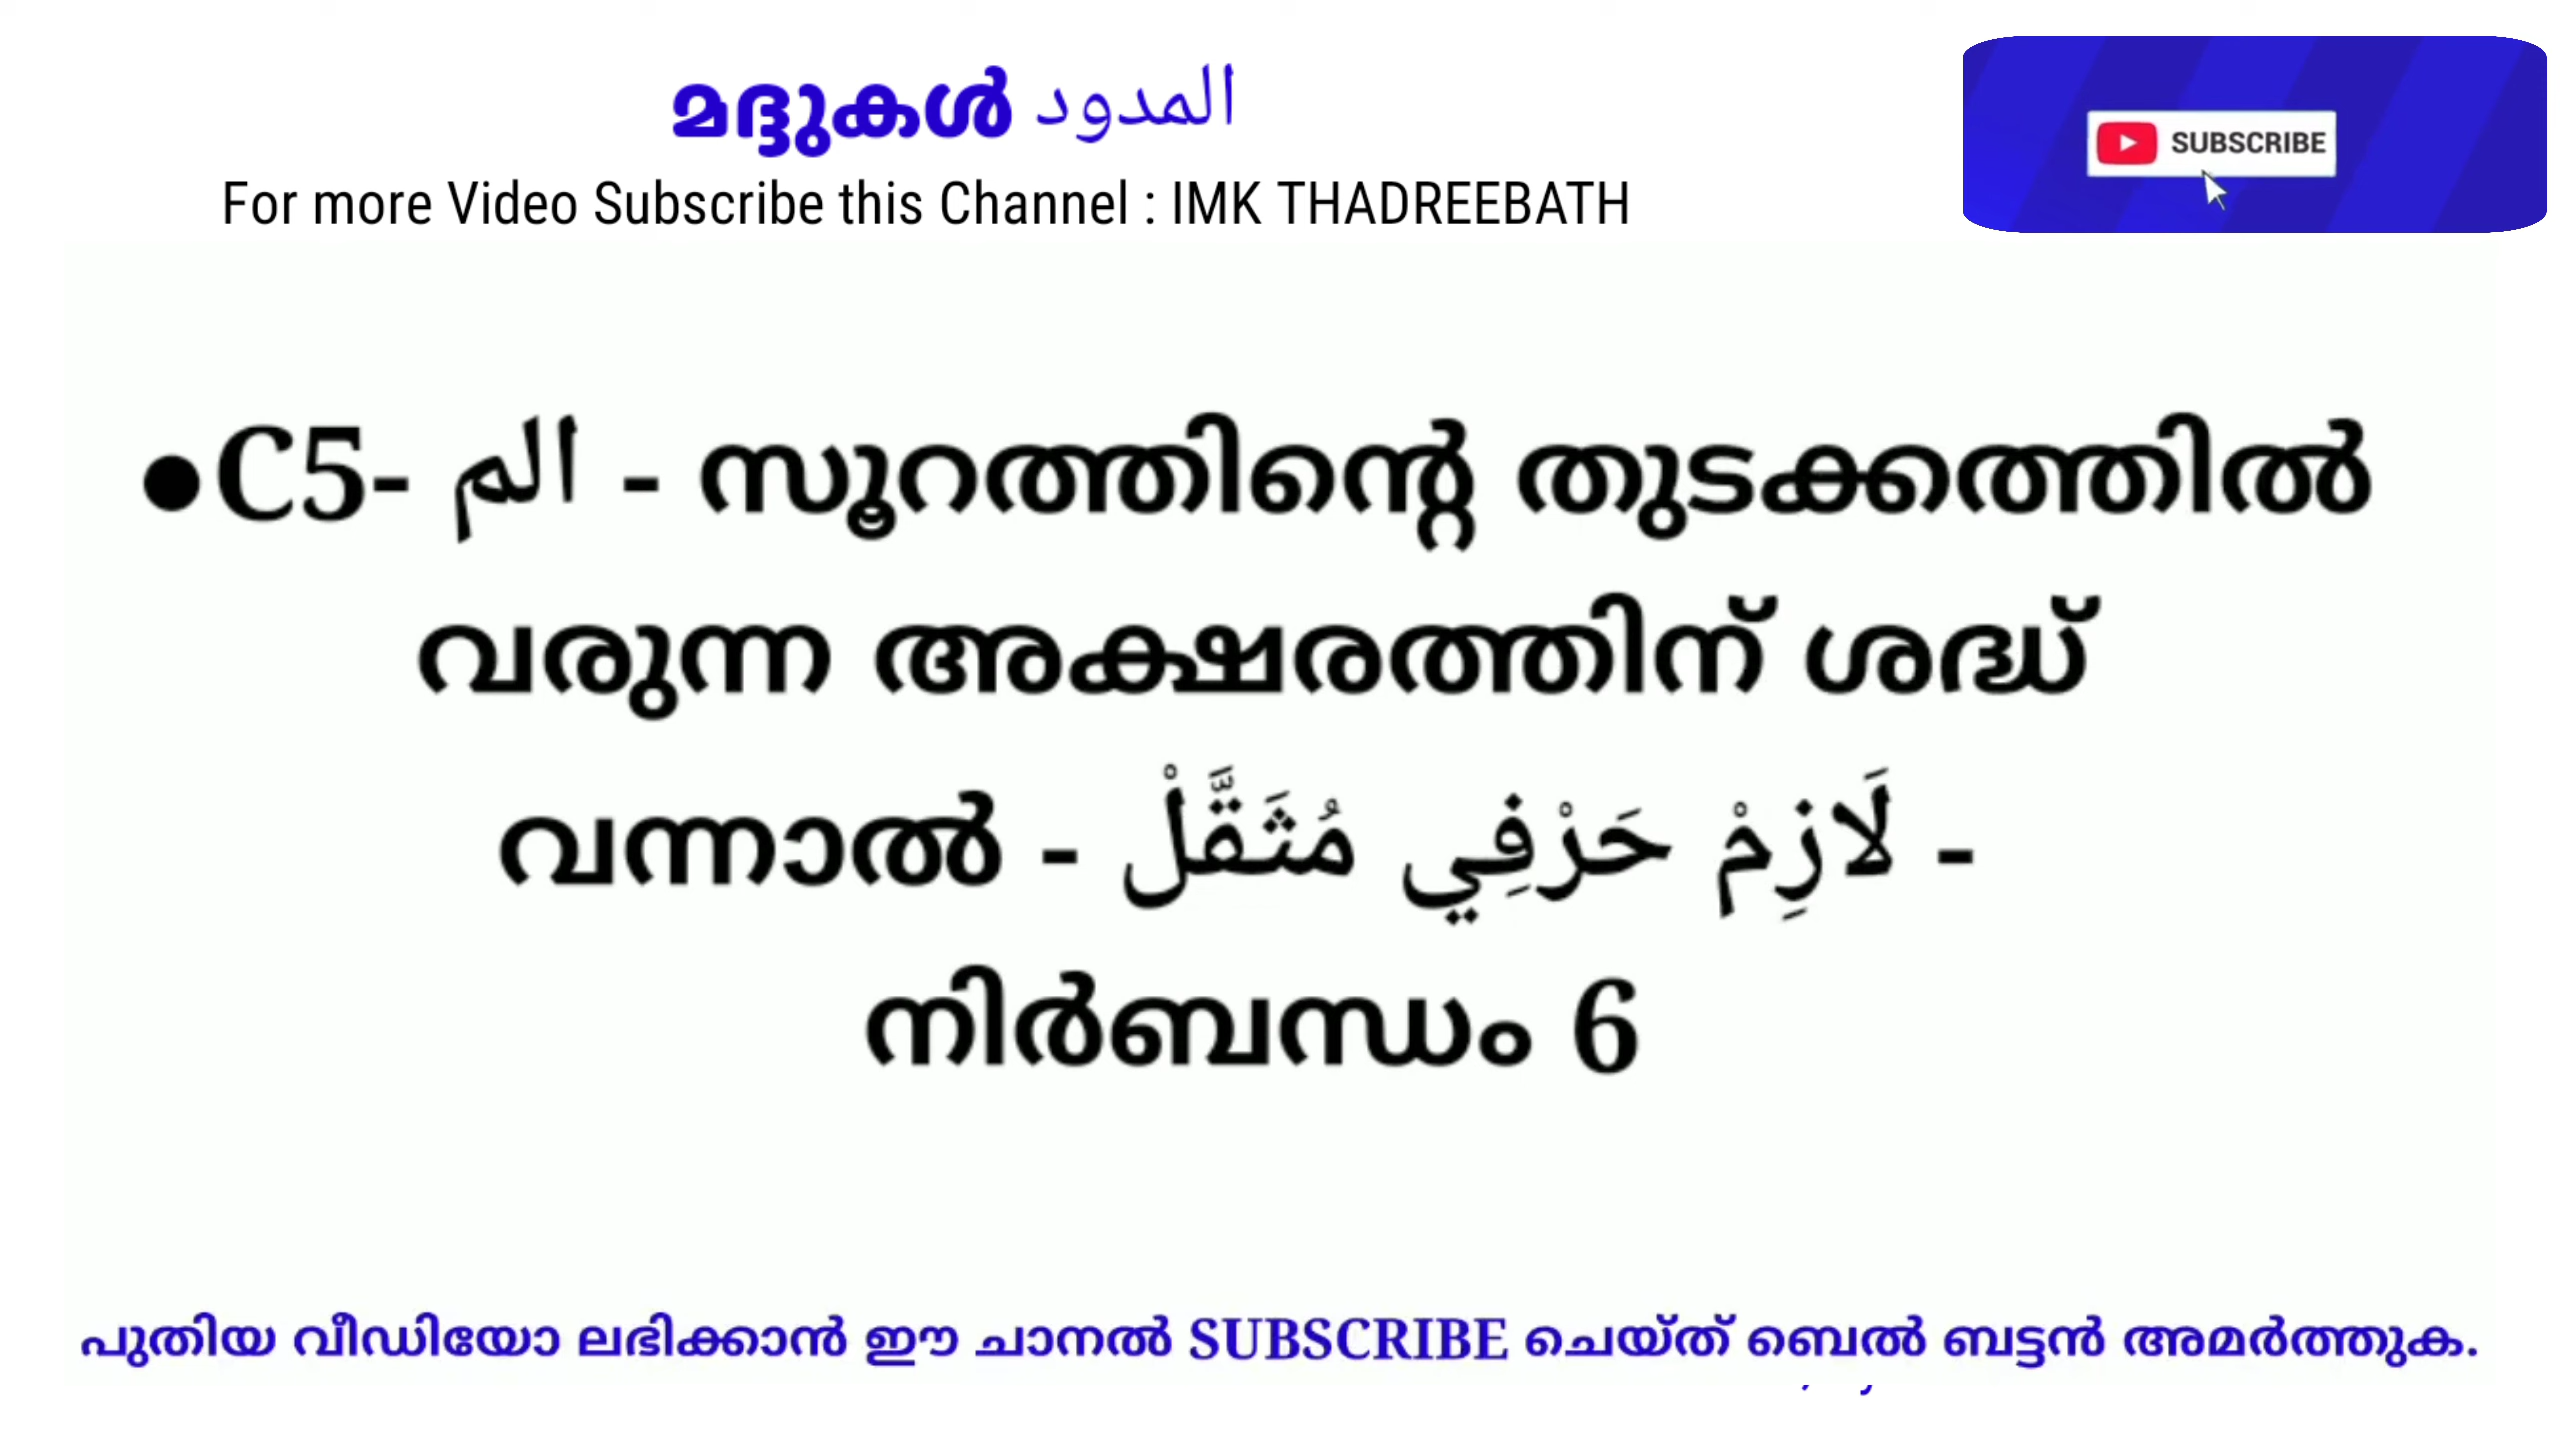 മദ്ദുകൾ المدود
For more Video Subscribe this Channel : IMK THADREEBATH
SUBSCRIBE
•C5- الم - സൂറത്തിന്റെ തുടക്കത്തിൽ
വരുന്ന അക്ഷരത്തിന് ശദ്ധ്
വന്നാൽ - لَازِمْ حَرْفِي مُثَقَّلْ -
നിർബന്ധം 6
പുതിയ വീഡിയോ ലഭിക്കാൻ ഈ ചാനൽ SUBSCRIBE ചെയ്ത് ബെൽ ബട്ടൻ അമർത്തുക.